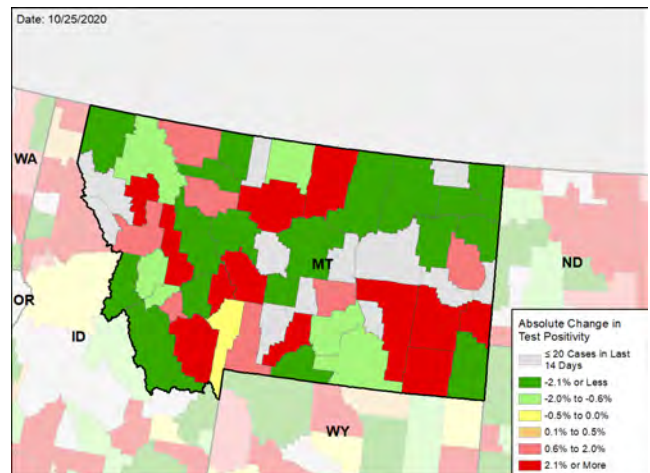 Date: 10/25/2020
WA
MT
ND
OR
ID
WY
Absolute Change in
Test Positivity
≤ 20 Cases in Last
14 Days
-2.1% or Less
-2.0% to -0.6%
-0.5% to 0.0%
0.1% to 0.5%
0.6% to 2.0%
2.1% or More